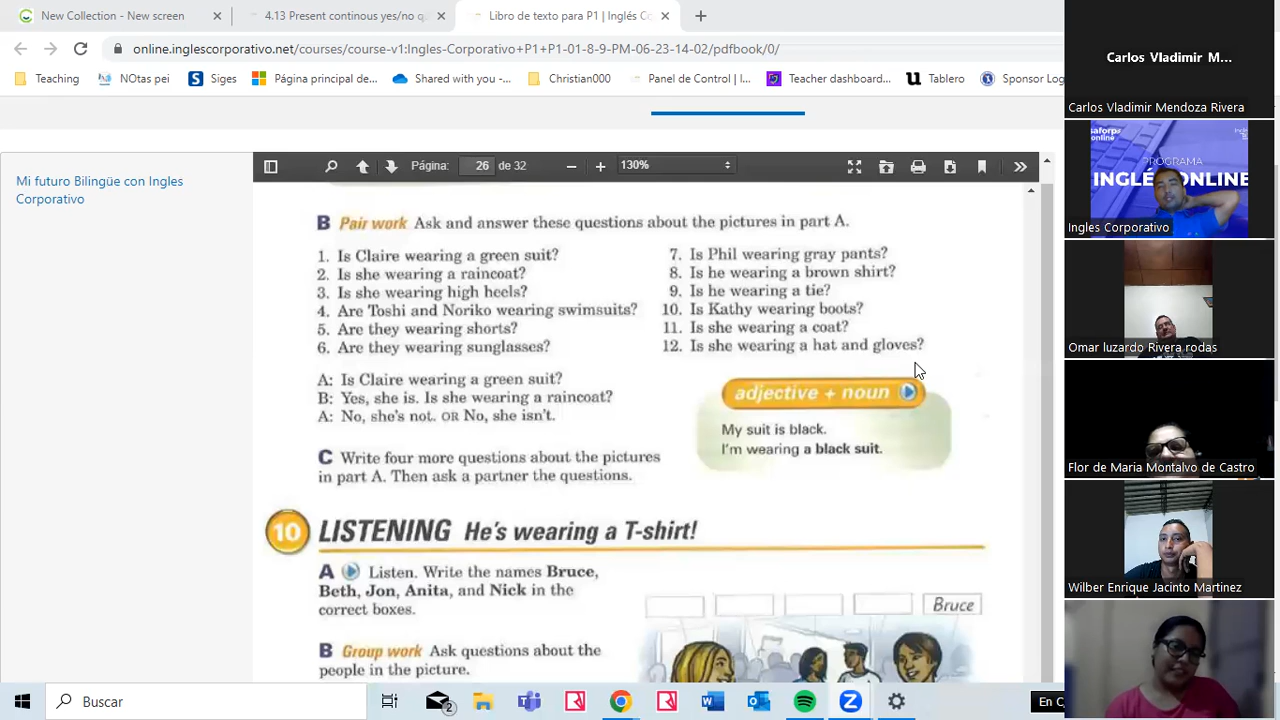 New Collection - New screen
4.13 Present continous yes/no q
Libro de texto para P1 | Inglés C
online.inglescorporativo.net/courses/course-v1:Ingles-Corporativo+P1+P1-01-8-9-PM-06-23-14-02/pdfbook/0/
Teaching
NOtas pei
Siges
Página principal de...
Shared with you -...
Christian000
Panel de Control | I...
Teacher dashboard...
Tablero
Sponsor Log
Mi futuro Bilingüe con Ingles
Corporativo
Página:
26
de 32
130%
B Pair work Ask and answer these questions about the pictures in part A.
1. Is Claire wearing a green suit?
2. Is she wearing a raincoat?
3. Is she wearing high heels?
4. Are Toshi and Noriko wearing swimsuits?
5. Are they wearing shorts?
6. Are they wearing sunglasses?
7. Is Phil wearing gray pants?
8. Is he wearing a brown shirt?
9. Is he wearing a tie?
10. Is Kathy wearing boots?
11. Is she wearing a coat?
12. Is she wearing a hat and gloves?
A: Is Claire wearing a green suit?
B: Yes, she is. Is she wearing a raincoat?
A: No, she's not. OR No, she isn't.
adjective + noun
My suit is black.
I'm wearing a black suit.
C Write four more questions about the pictures
in part A. Then ask a partner the questions.
10 LISTENING He's wearing a T-shirt!
A Listen. Write the names Bruce,
Beth, Jon, Anita, and Nick in the
correct boxes.
Bruce
B Group work Ask questions about the
people in the picture.
Buscar
2
En C
Carlos Vladimir M...
Carlos Vladimir Mendoza Rivera
saforp
online
PROGRAMA
INGLÉS ONLINE
Ingles Corporativo
Omar luzardo Rivera rodas
Flor de Maria Montalvo de Castro
Wilber Enrique Jacinto Martinez